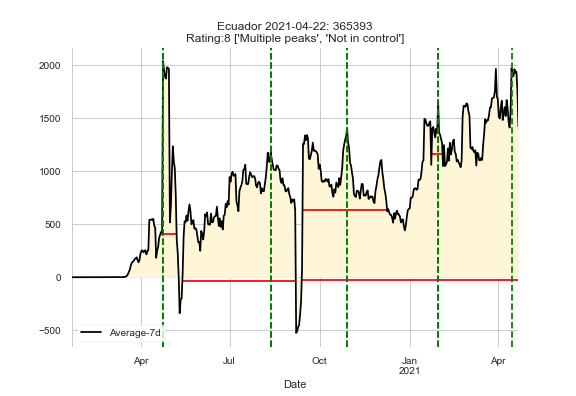 Ecuador 2021-04-22: 365393
Rating:8 ['Multiple peaks', 'Not in control']
2000
1500
1000
500
0
−500
Average-7d
Apr
Jul
Oct
Jan
2021
Apr
Date